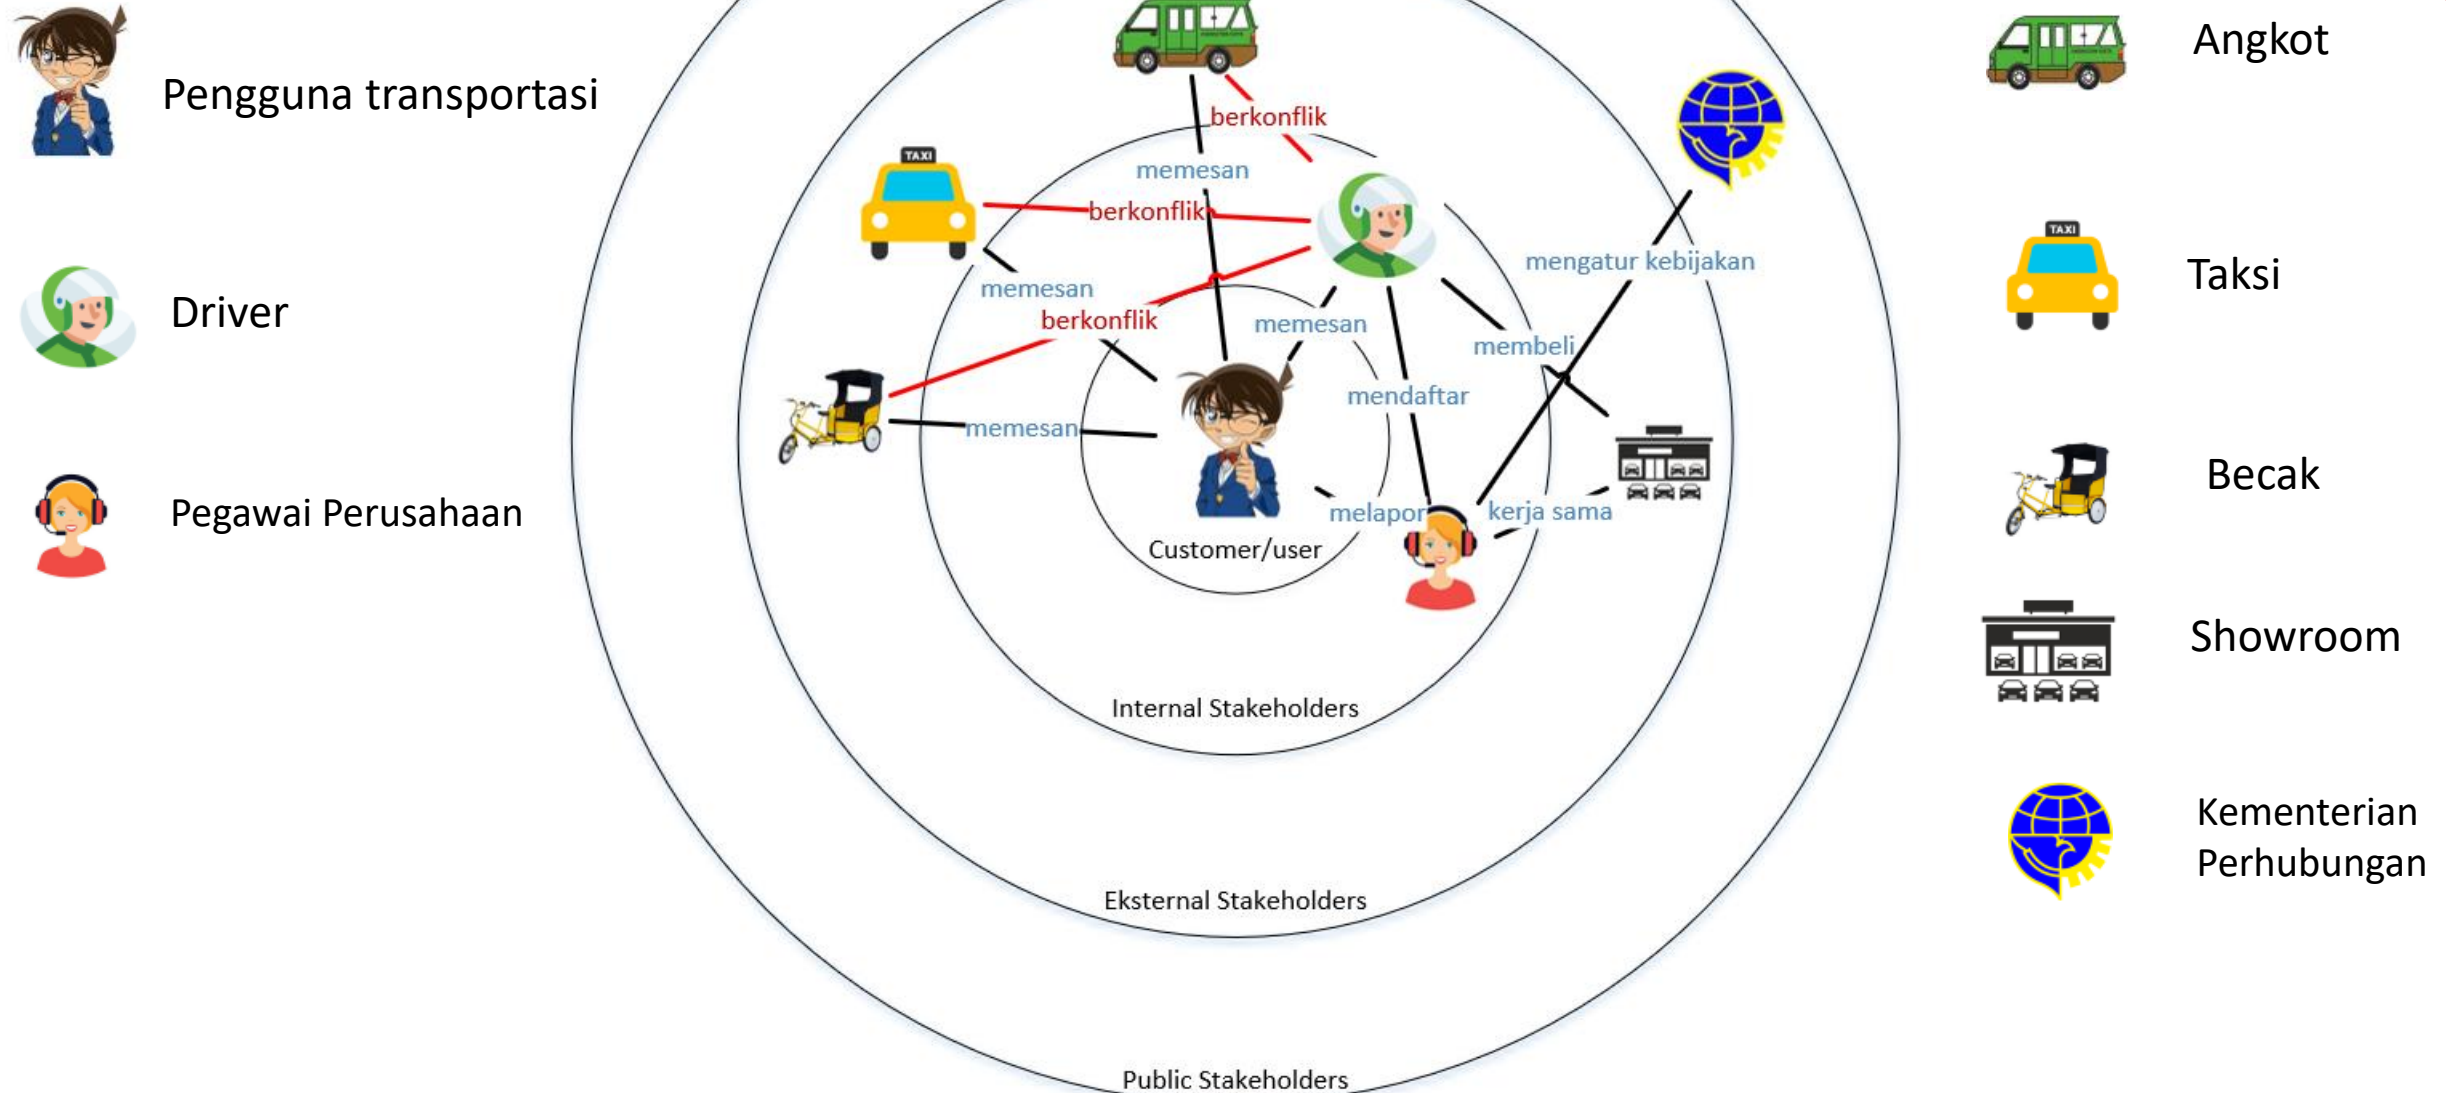 Pengguna transportasi
Driver
Pegawai Perusahaan
berkonflik
memesan
TAXI
berkonflik
mengatur kebijakan
memesan
berkonflik
memesan
membeli
mendaftar
memesan
melapor
kerja sama
Customer/user
Internal Stakeholders
Eksternal Stakeholders
Public Stakeholders
Angkot
TAXI
Taksi
Becak
Showroom
Kementerian
Perhubungan